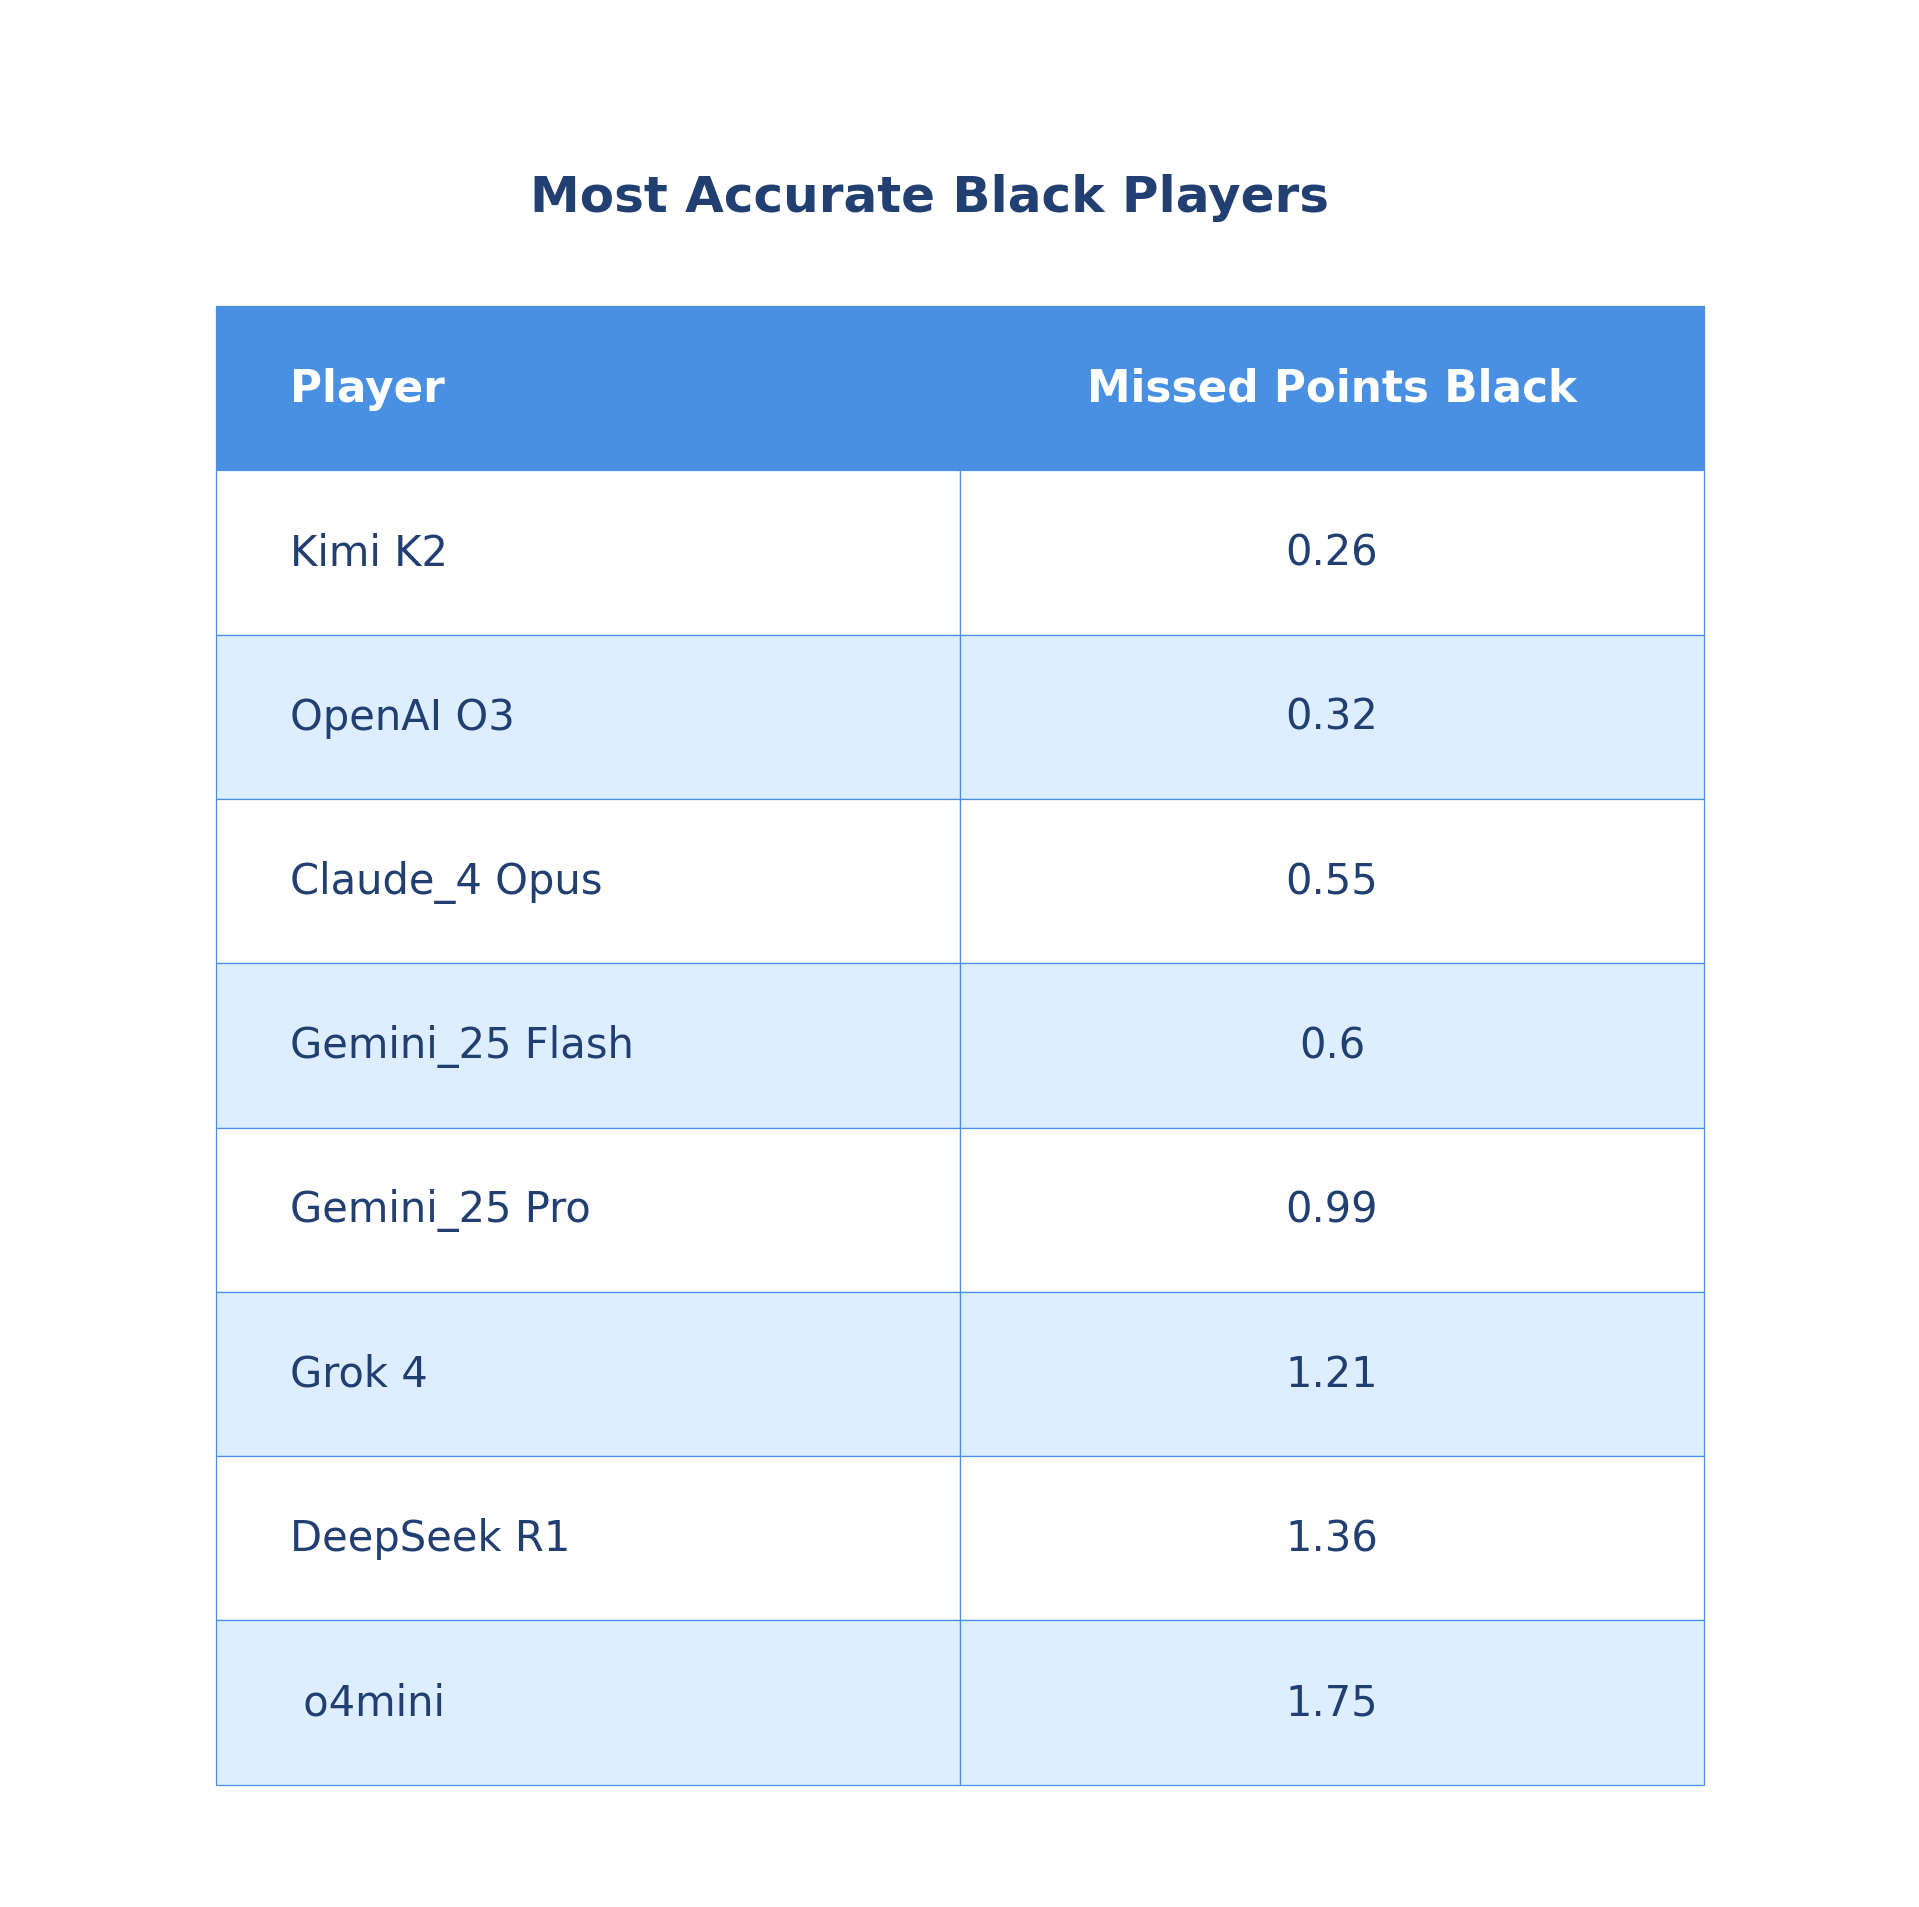 Most Accurate Black Players
Player Missed Points Black
Kimi K2 0.26
OpenAI O3 0.32
Claude_4 Opus 0.55
Gemini_25 Flash 0.6
Gemini_25 Pro 0.99
Grok 4 1.21
DeepSeek R1 1.36
o4mini 1.75